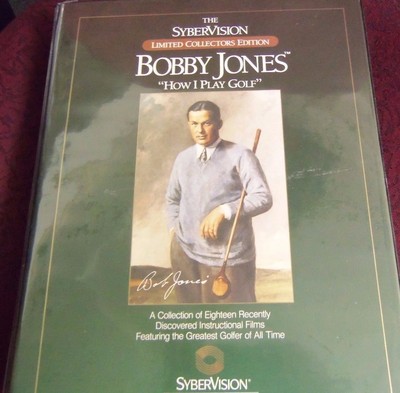 THE
SYBERVISION
LIMITED COLLECTORS EDITION
BOBBY JONES™
"HOW I PLAY GOLF"
Bob Jones
A Collection of Eighteen Recently
Discovered Instructional Films
Featuring the Greatest Golfer of All Time
SYBERVISION®